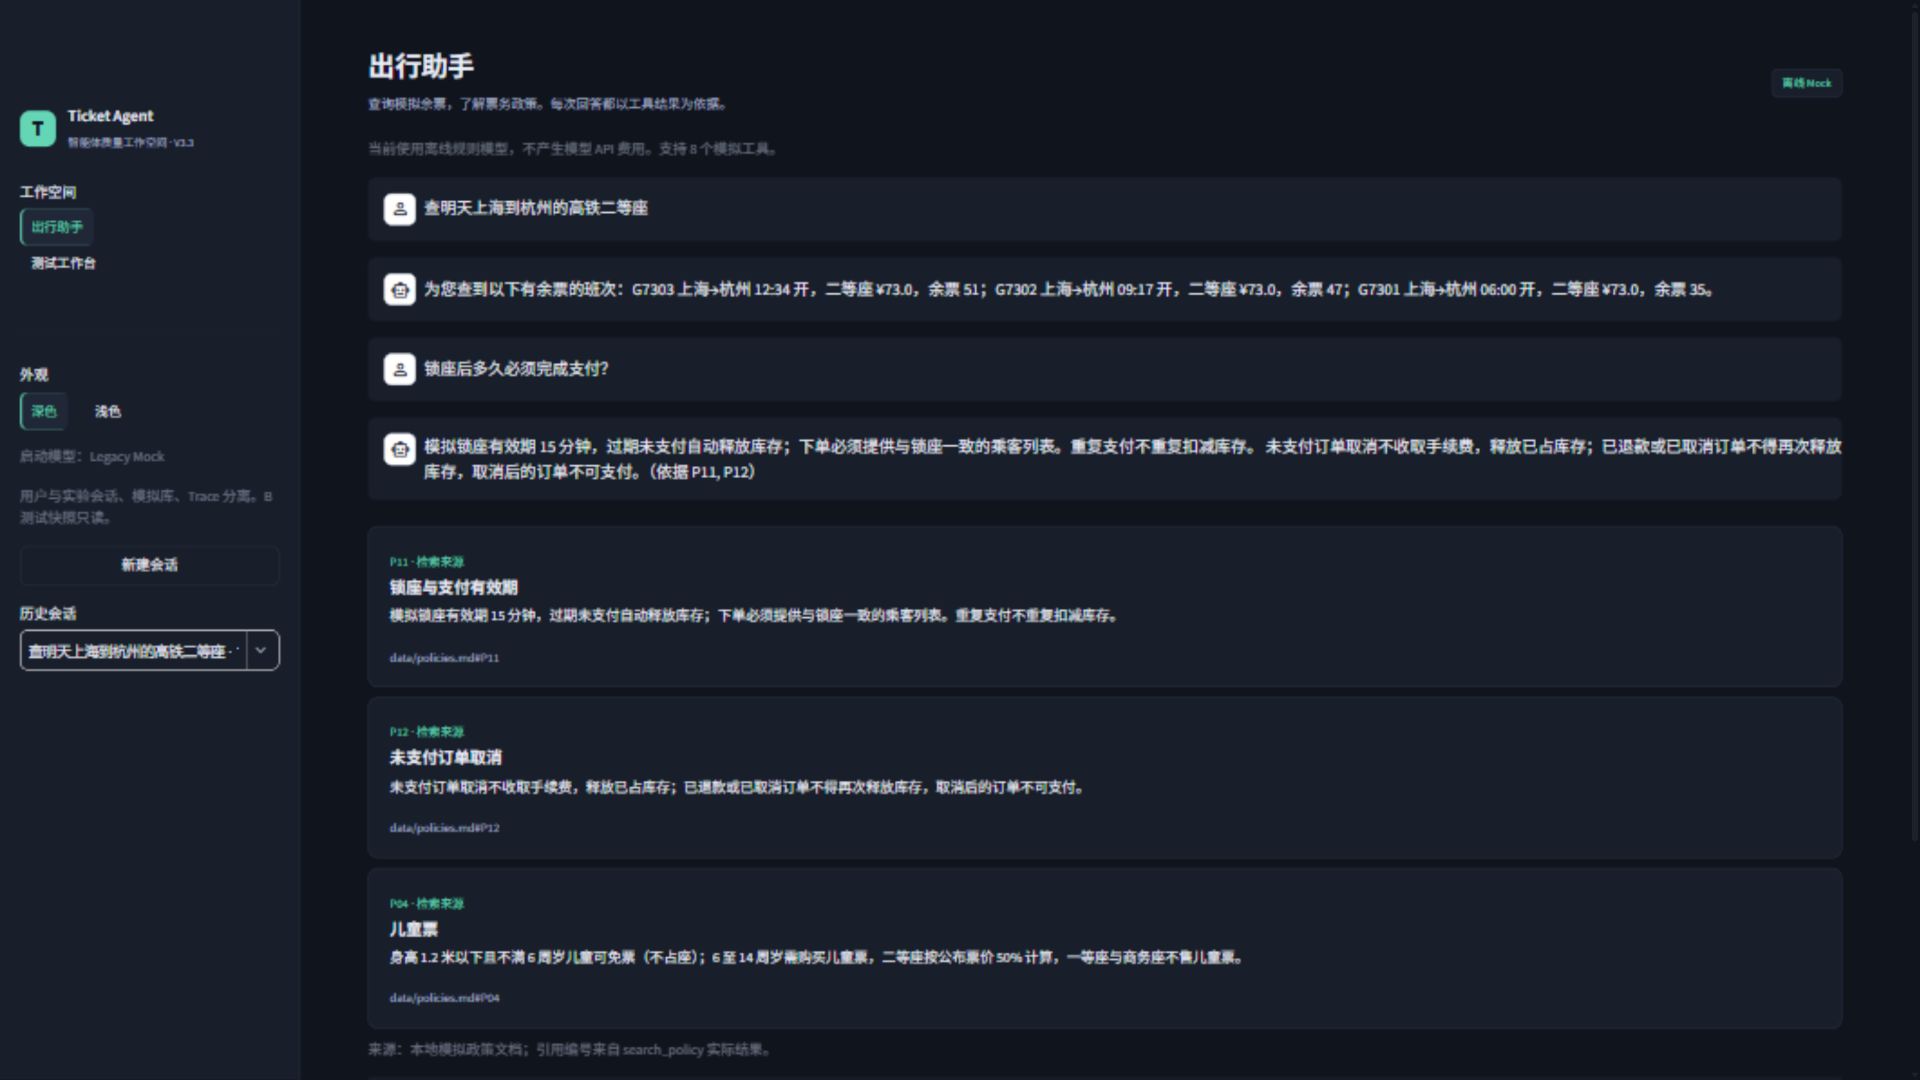 T
Ticket Agent
智能体质量工作空间 · V3.3
工作空间
出行助手
测试工作台
外观
深色
浅色
启动模型：Legacy Mock
用户与实验会话、模拟库、Trace 分离。B
测试快照只读。
新建会话
历史会话
查明天上海到杭州的高铁二等座 · ·
出行助手
离线 Mock
查询模拟余票，了解票务政策。每次回答都以工具结果为依据。
当前使用离线规则模型，不产生模型 API 费用。支持 8 个模拟工具。
查明天上海到杭州的高铁二等座
为您查到以下有余票的班次：G7303 上海→杭州 12:34 开，二等座 ¥73.0，余票 51；G7302 上海→杭州 09:17 开，二等座 ¥73.0，余票 47；G7301 上海→杭州 06:00 开，二等座 ¥73.0，余票 35。
锁座后多久必须完成支付？
模拟锁座有效期 15 分钟，过期未支付自动释放库存；下单必须提供与锁座一致的乘客列表。重复支付不重复扣减库存。 未支付订单取消不收取手续费，释放已占库存；已退款或已取消订单不得再次释放
库存，取消后的订单不可支付。（依据 P11, P12）
P11 · 检索来源
锁座与支付有效期
模拟锁座有效期 15 分钟，过期未支付自动释放库存；下单必须提供与锁座一致的乘客列表。重复支付不重复扣减库存。
data/policies.md#P11
P12 · 检索来源
未支付订单取消
未支付订单取消不收取手续费，释放已占库存；已退款或已取消订单不得再次释放库存，取消后的订单不可支付。
data/policies.md#P12
P04 · 检索来源
儿童票
身高 1.2 米以下且不满 6 周岁儿童可免票（不占座）；6 至 14 周岁需购买儿童票，二等座按公布票价 50% 计算，一等座与商务座不售儿童票。
data/policies.md#P04
来源：本地模拟政策文档；引用编号来自 search_policy 实际结果。